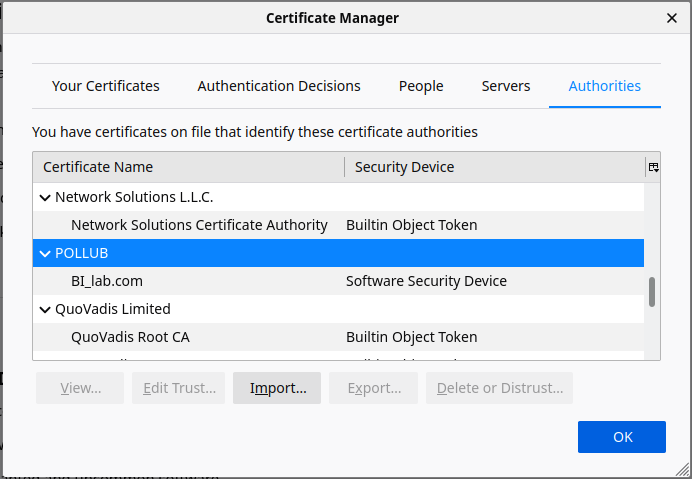 Certificate Manager
Your Certificates Authentication Decisions People Servers Authorities
You have certificates on file that identify these certificate authorities
Certificate Name Security Device
Network Solutions L.L.C.
Network Solutions Certificate Authority Builtin Object Token
POLLUB
BI_lab.com Software Security Device
QuoVadis Limited
QuoVadis Root CA Builtin Object Token
View... Edit Trust... Import... Export... Delete or Distrust...
OK